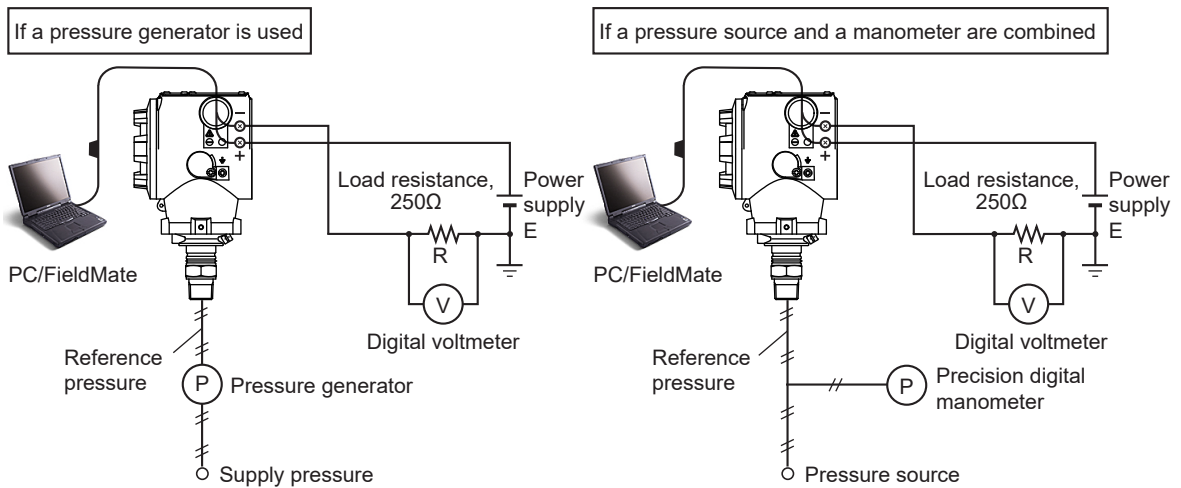 If a pressure generator is used
−
+
Load resistance,
250Ω
Power
supply
E
R
PC/FieldMate
V
Digital voltmeter
Reference
pressure
P
Pressure generator
Supply pressure
If a pressure source and a manometer are combined
−
+
Load resistance,
250Ω
Power
supply
E
R
PC/FieldMate
V
Digital voltmeter
Reference
pressure
P
Precision digital
manometer
Pressure source